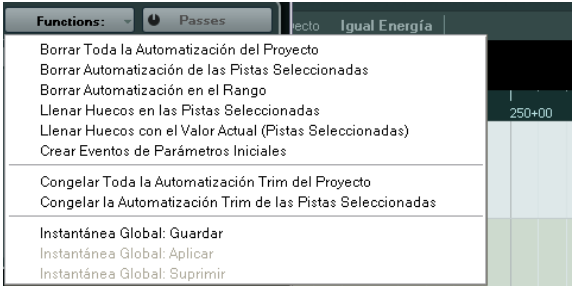 Functions: Passes yecto Igual Energía
Borrar Toda la Automatización del Proyecto
Borrar Automatización de las Pistas Seleccionadas
Borrar Automatización en el Rango
Llenar Huecos en las Pistas Seleccionadas
250+00
Llenar Huecos con el Valor Actual (Pistas Seleccionadas)
Crear Eventos de Parámetros Iniciales
Congelar Toda la Automatización Trim del Proyecto
Congelar la Automatización Trim de las Pistas Seleccionadas
Instantánea Global: Guardar
Instantánea Global: Aplicar
Instantánea Global: Suprimir